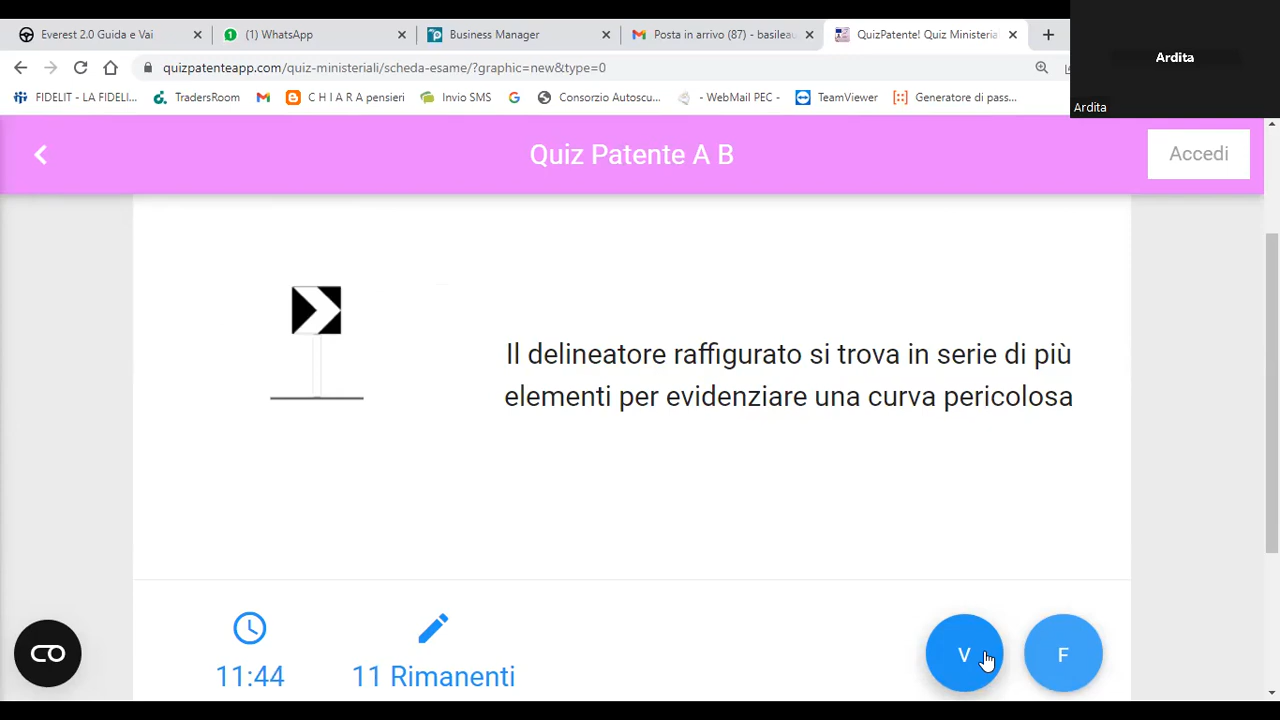 Everest 2.0 Guida e Vai
(1) WhatsApp
Business Manager
Posta in arrivo (87) - basileau
QuizPatente! Quiz Ministeria
Ardita
quizpatenteapp.com/quiz-ministeriali/scheda-esame/?graphic=new&type=0
FIDELIT - LA FIDELI...
TradersRoom
C H I A R A pensieri
Invio SMS
Consorzio Autoscu...
- WebMail PEC -
TeamViewer
Generatore di pass...
Ardita
Quiz Patente A B
Accedi
Il delineatore raffigurato si trova in serie di più
elementi per evidenziare una curva pericolosa
11:44
11 Rimanenti
V
F